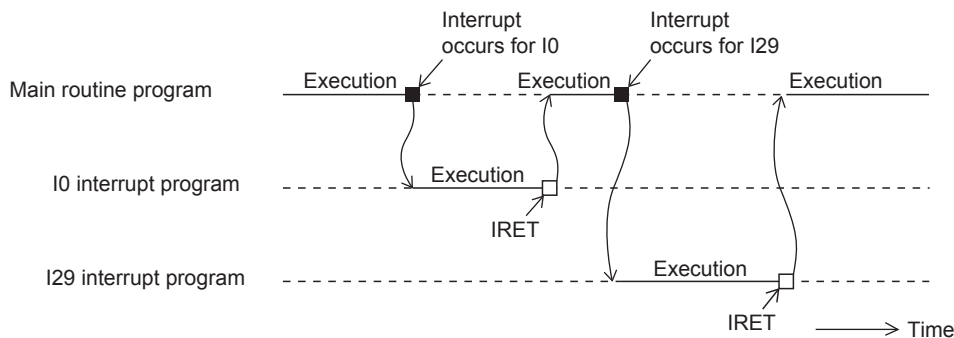 Interrupt
occurs for I0
Interrupt
occurs for I29
Main routine program
Execution
Execution
Execution
I0 interrupt program
Execution
IRET
I29 interrupt program
Execution
IRET
Time